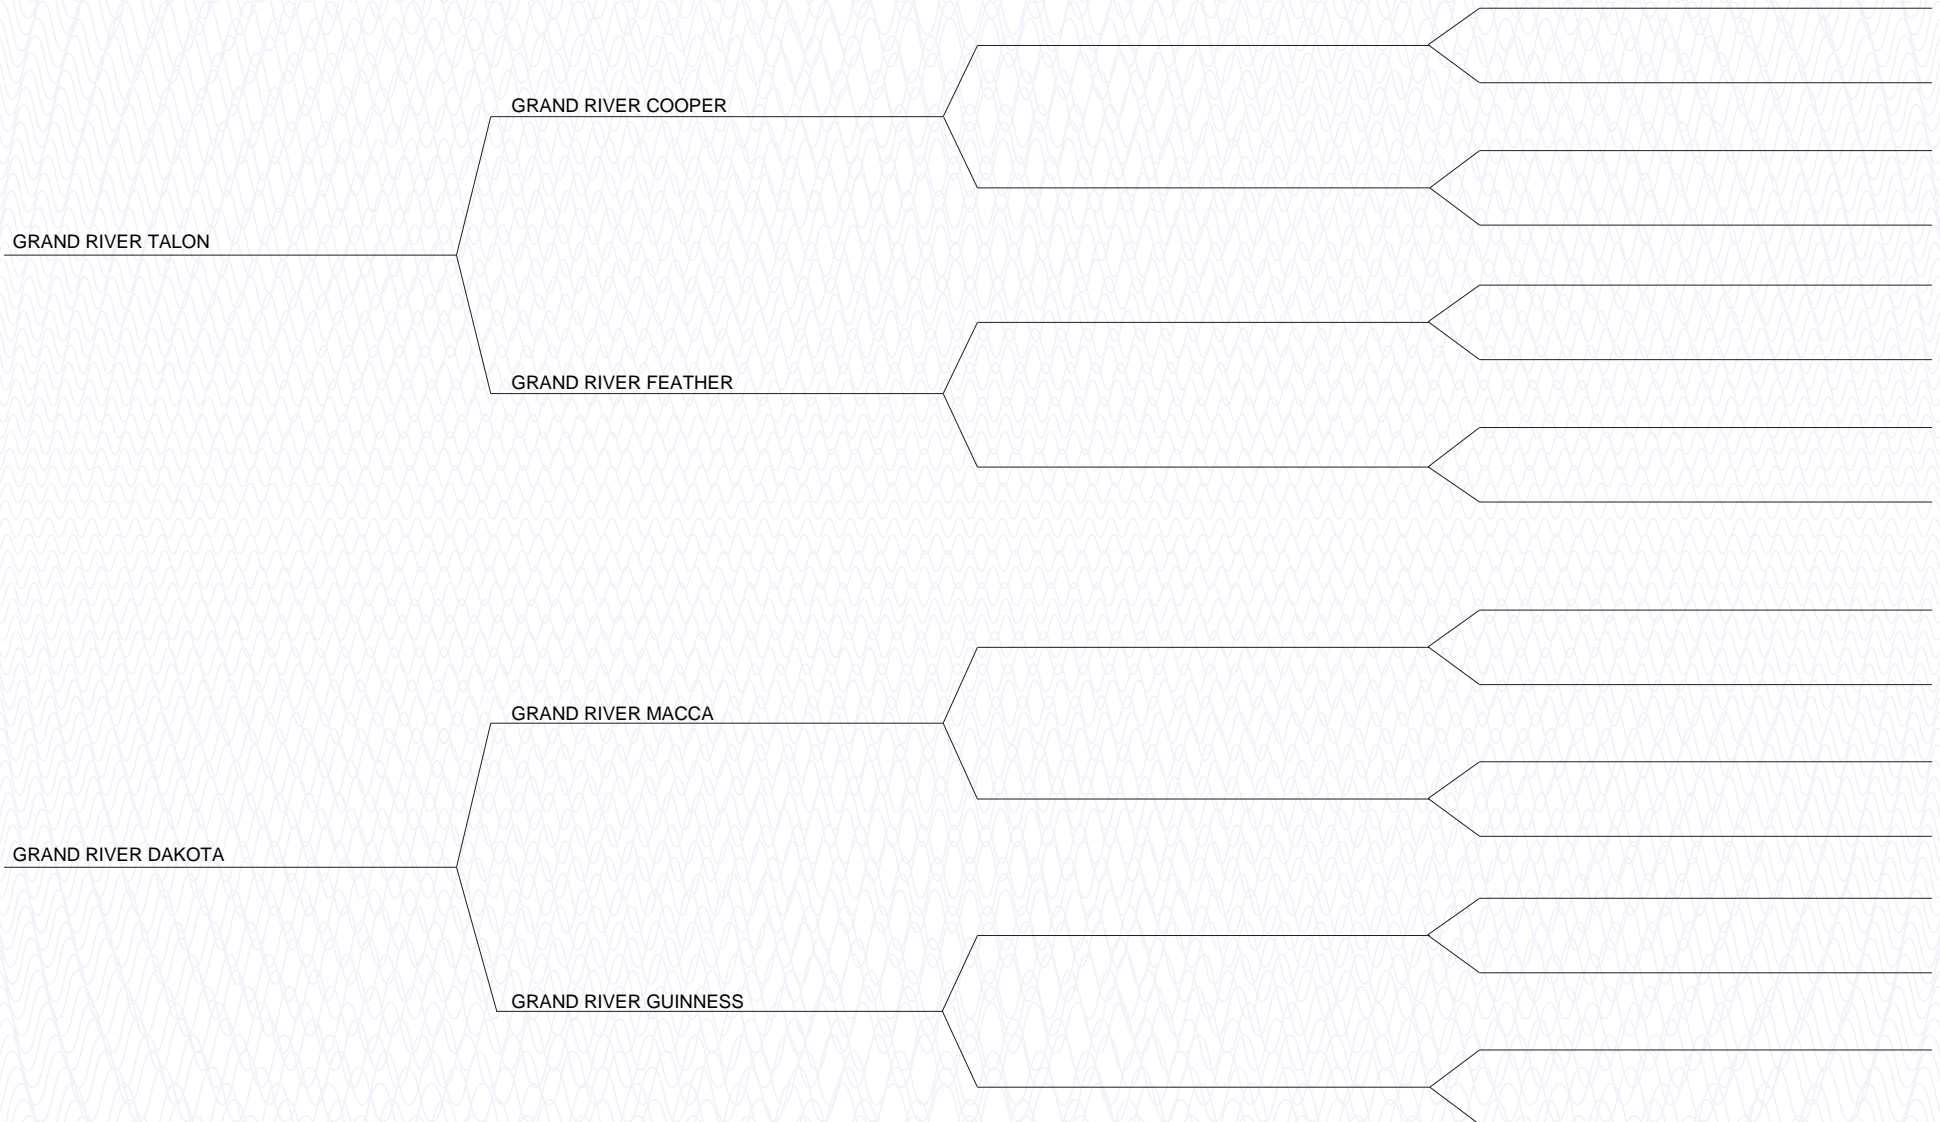 GRAND RIVER COOPER
GRAND RIVER TALON
GRAND RIVER FEATHER
GRAND RIVER MACCA
GRAND RIVER DAKOTA
GRAND RIVER GUINNESS